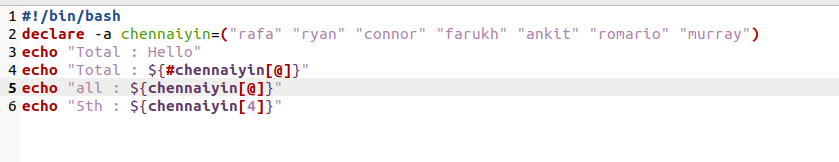 1 #!/bin/bash
2 declare -a chennaiyin=("rafa" "ryan" "connor" "farukh" "ankit" "romario" "murray")
3 echo "Total : Hello"
4 echo "Total : ${#chennaiyin[@]}"
5 echo "all : ${chennaiyin[@]}"
6 echo "5th : ${chennaiyin[4]}"